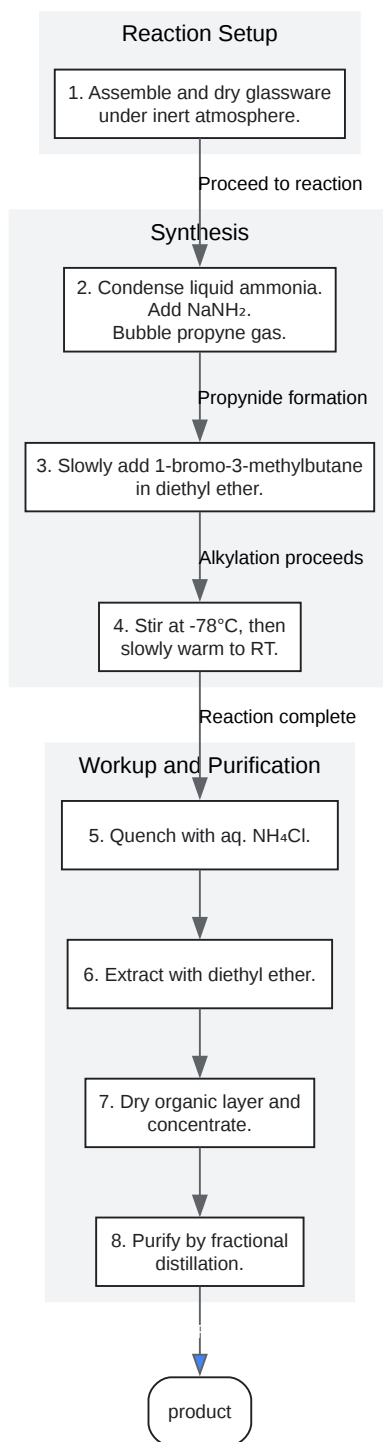 Reaction Setup
1. Assemble and dry glassware
under inert atmosphere.
Proceed to reaction
Synthesis
2. Condense liquid ammonia.
Add NaNH₂.
Bubble propyne gas.
Propynide formation
3. Slowly add 1-bromo-3-methylbutane
in diethyl ether.
Alkylation proceeds
4. Stir at -78°C, then
slowly warm to RT.
Reaction complete
Workup and Purification
5. Quench with aq. NH₄Cl.
6. Extract with diethyl ether.
7. Dry organic layer and
concentrate.
8. Purify by fractional
distillation.
product